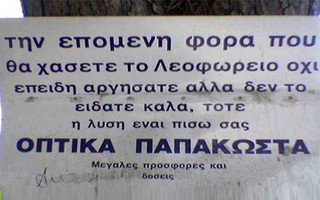 την επομενη φορα που
θα χασετε το Λεοφωρειο οχι
επειδη αργησατε αλλα δεν το
ειδατε καλα, τοτε
η λυση εναι πισω σας
ΟΠΤΙΚΑ ΠΑΠΑΚΩΣΤΑ
Μεγαλες προσφορες και
δοσεις